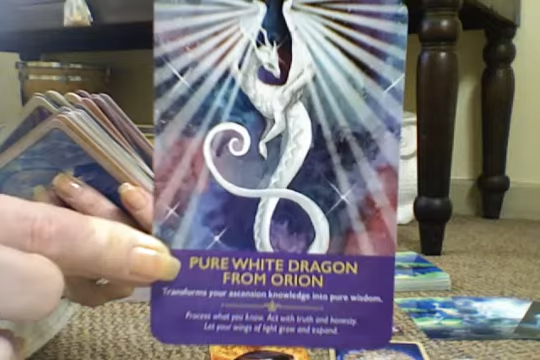 PURE WHITE DRAGON
FROM ORION
Transforms your ascension knowledge into pure wisdom.
Process what you know. Act with truth and honesty.
Let your wings of light grow and expand.